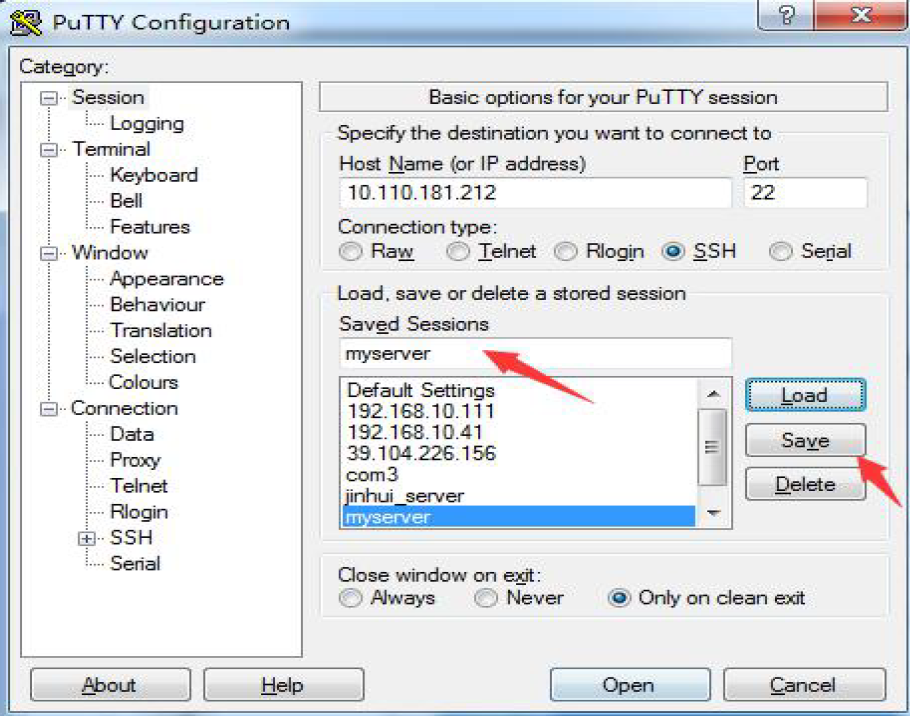 PuTTY Configuration
?
Category:
Session
Logging
Terminal
Keyboard
Bell
Features
Window
Appearance
Behaviour
Translation
Selection
Colours
Connection
Data
Proxy
Telnet
Rlogin
SSH
Serial
Basic options for your PuTTY session
Specify the destination you want to connect to
Host Name (or IP address) Port
10.110.181.212 22
Connection type:
Raw Telnet Rlogin SSH Serial
Load, save or delete a stored session
Saved Sessions
myserver
Default Settings
192.168.10.111
192.168.10.41
39.104.226.156
com3
jinhui_server
myserver
Load
Save
Delete
Close window on exit:
Always Never Only on clean exit
About Help Open Cancel